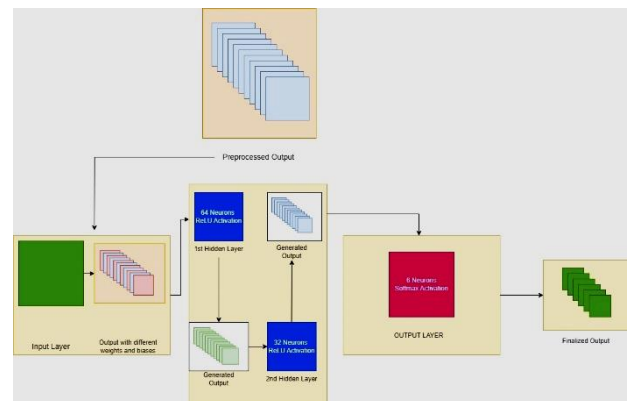 Preprocessed Output
64 Neurons
ReLU Activation
1st Hidden Layer
Generated
Output
Input Layer
Output with different
weights and biases
Generated
Output
32 Neurons
ReLU Activation
2nd Hidden Layer
6 Neurons
Softmax Activation
OUTPUT LAYER
Finalized Output